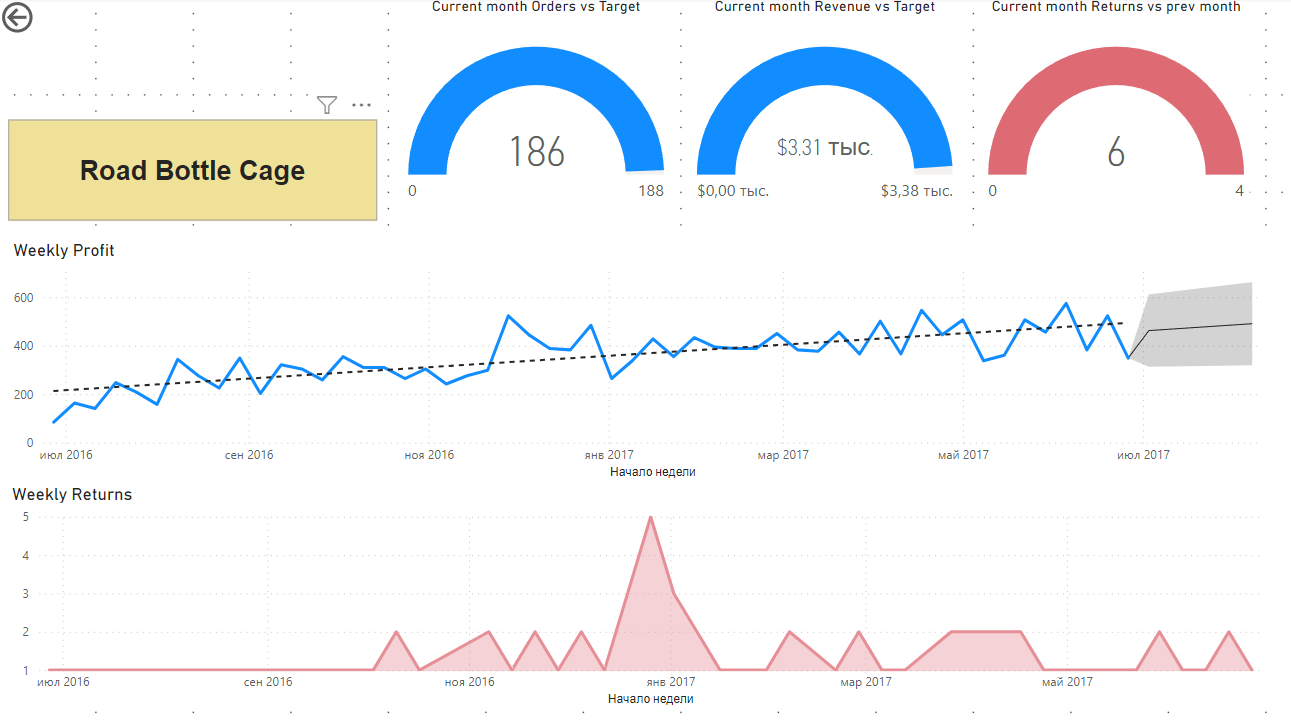 Current month Orders vs Target
Current month Revenue vs Target
Current month Returns vs prev month
186
0
188
$3,31 тыс.
$0,00 тыс.
$3,38 тыс.
6
0
4
Road Bottle Cage
Weekly Profit
600
400
200
0
июл 2016
сен 2016
ноя 2016
янв 2017
мар 2017
май 2017
июл 2017
Начало недели
Weekly Returns
5
4
3
2
1
июл 2016
сен 2016
ноя 2016
янв 2017
мар 2017
май 2017
Начало недели